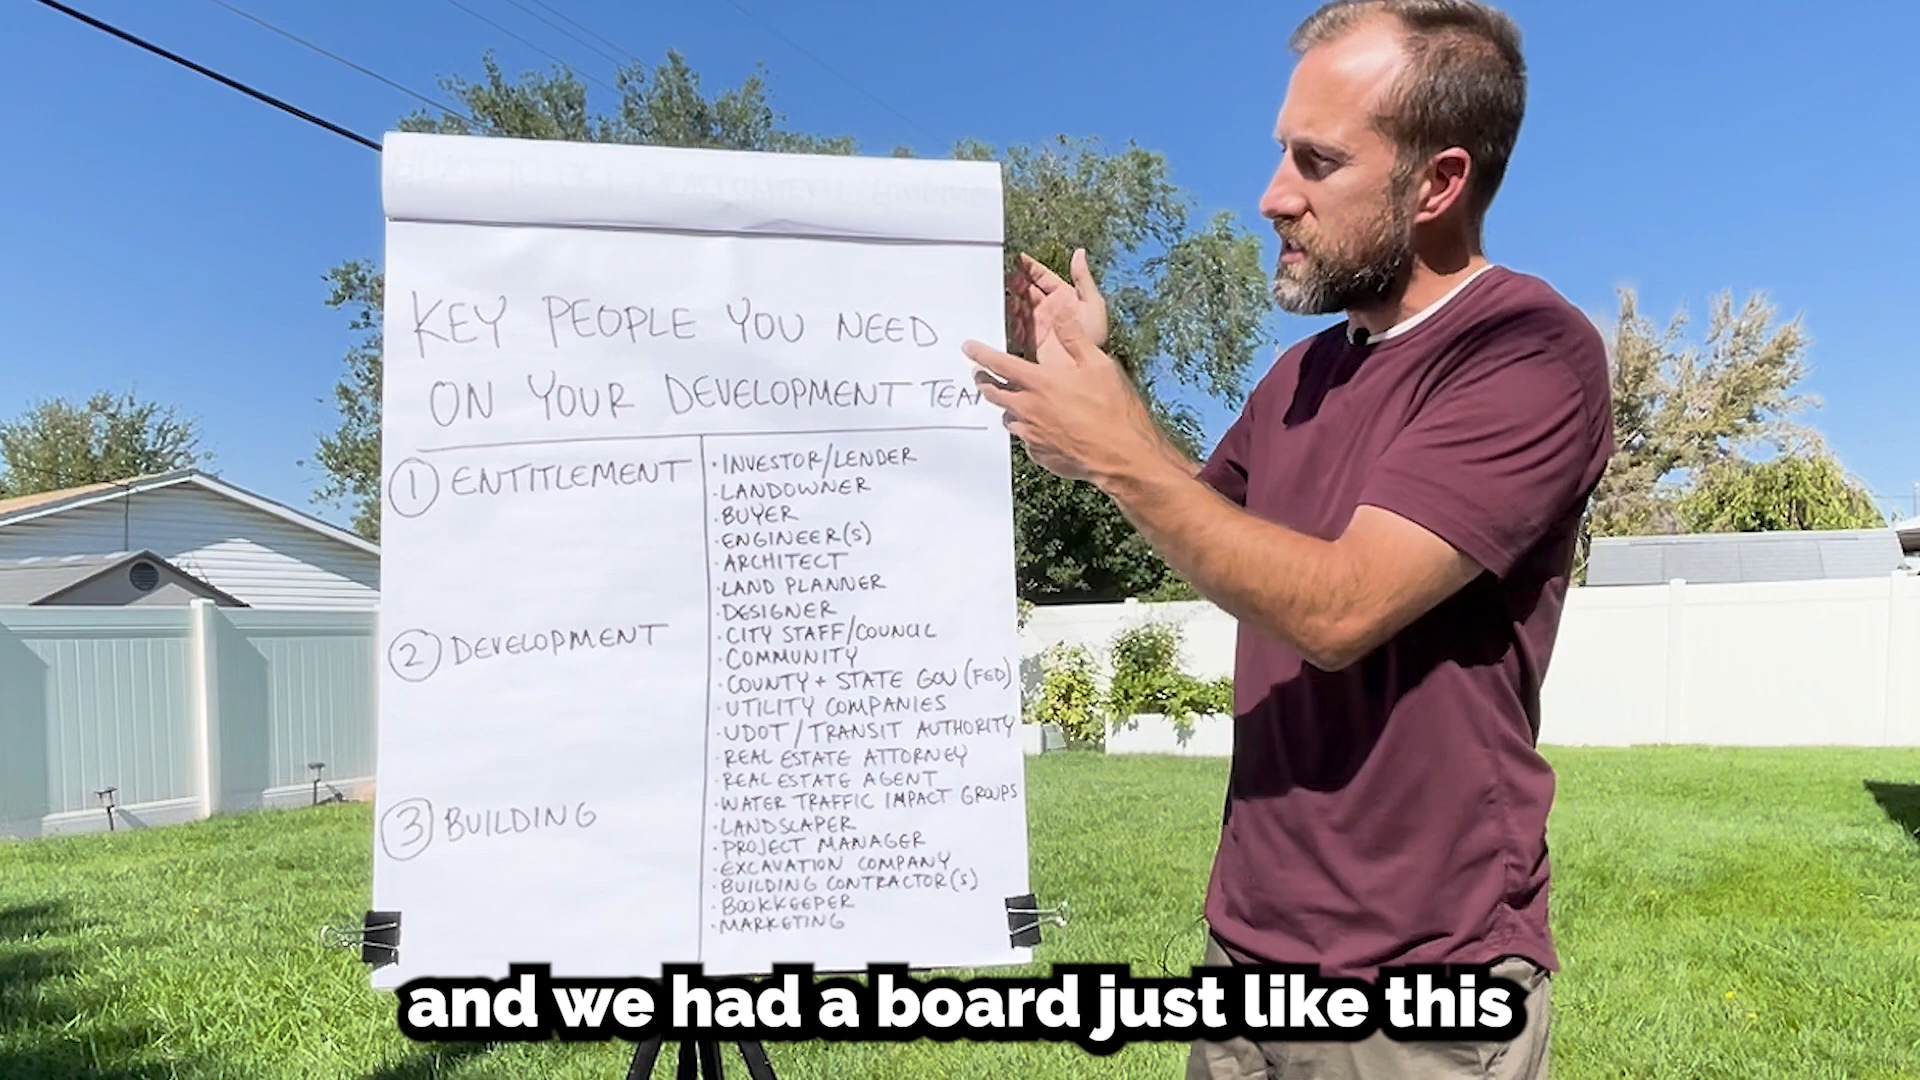 KEY PEOPLE YOU NEED
ON YOUR DEVELOPMENT TEAM
1 ENTITLEMENT
2 DEVELOPMENT
3 BUILDING
· INVESTOR/LENDER
· LANDOWNER
· BUYER
· ENGINEER(S)
· ARCHITECT
· LAND PLANNER
· DESIGNER
· CITY STAFF/COUNCIL
· COMMUNITY
· COUNTY + STATE GOV (FED)
· UTILITY COMPANIES
· UDOT / TRANSIT AUTHORITY
· REAL ESTATE ATTORNEY
· REAL ESTATE AGENT
· WATER TRAFFIC IMPACT GROUPS
· LANDSCAPER
· PROJECT MANAGER
· EXCAVATION COMPANY
· BUILDING CONTRACTOR(S)
· BOOKKEEPER
· MARKETING
and we had a board just like this